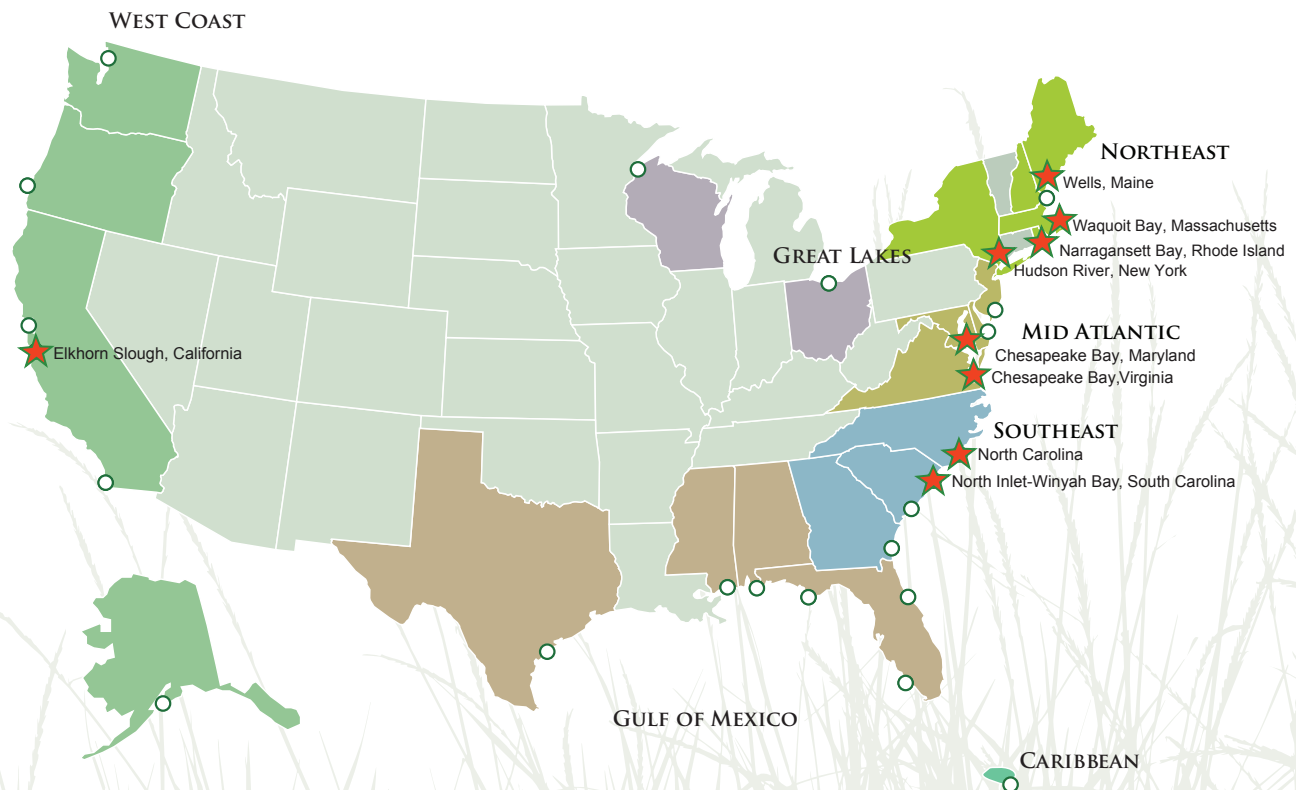 WEST COAST
NORTHEAST
Wells, Maine
Waquoit Bay, Massachusetts
Narragansett Bay, Rhode Island
Hudson River, New York
GREAT LAKES
MID ATLANTIC
Chesapeake Bay, Maryland
Chesapeake Bay,Virginia
Elkhorn Slough, California
SOUTHEAST
North Carolina
North Inlet-Winyah Bay, South Carolina
GULF OF MEXICO
CARIBBEAN